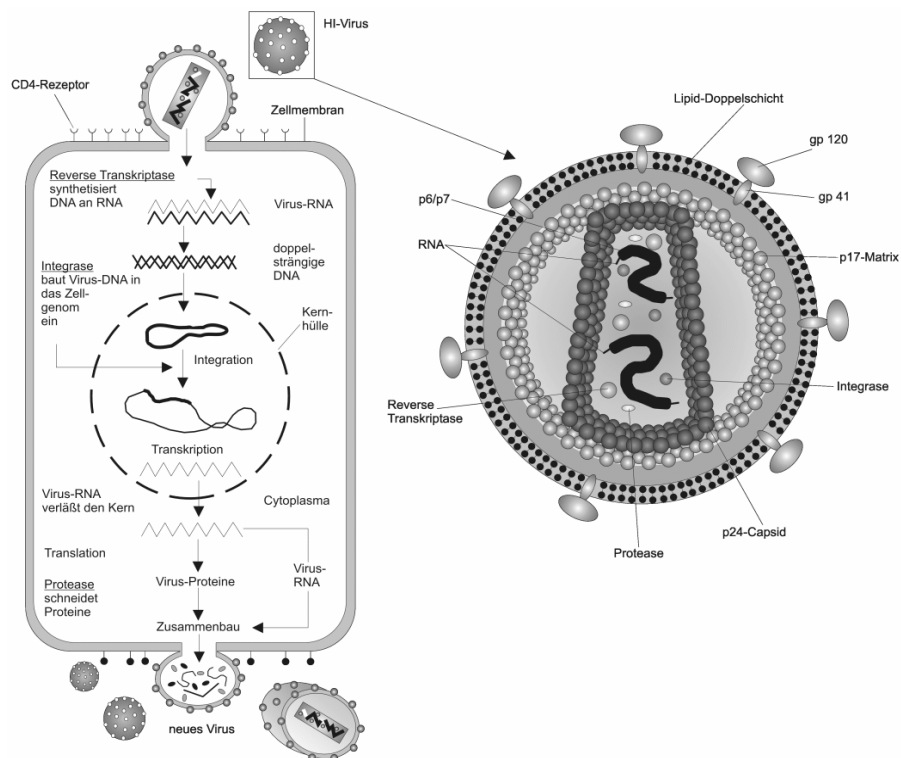 HI-Virus
CD4-Rezeptor
Zellmembran
Reverse Transkriptase
synthetisiert
DNA an RNA
Virus-RNA
doppel-
strängige
DNA
Integrase
baut Virus-DNA in
das Zell-
genom
ein
Kern-
hülle
Integration
Transkription
Virus-RNA
verläßt den Kern
Cytoplasma
Translation
Virus-Proteine
Virus-
RNA
Protease
schneidet
Proteine
Zusammenbau
neues Virus
Lipid-Doppelschicht
gp 120
gp 41
p6/p7
RNA
p17-Matrix
Integrase
Reverse
Transkriptase
p24-Capsid
Protease